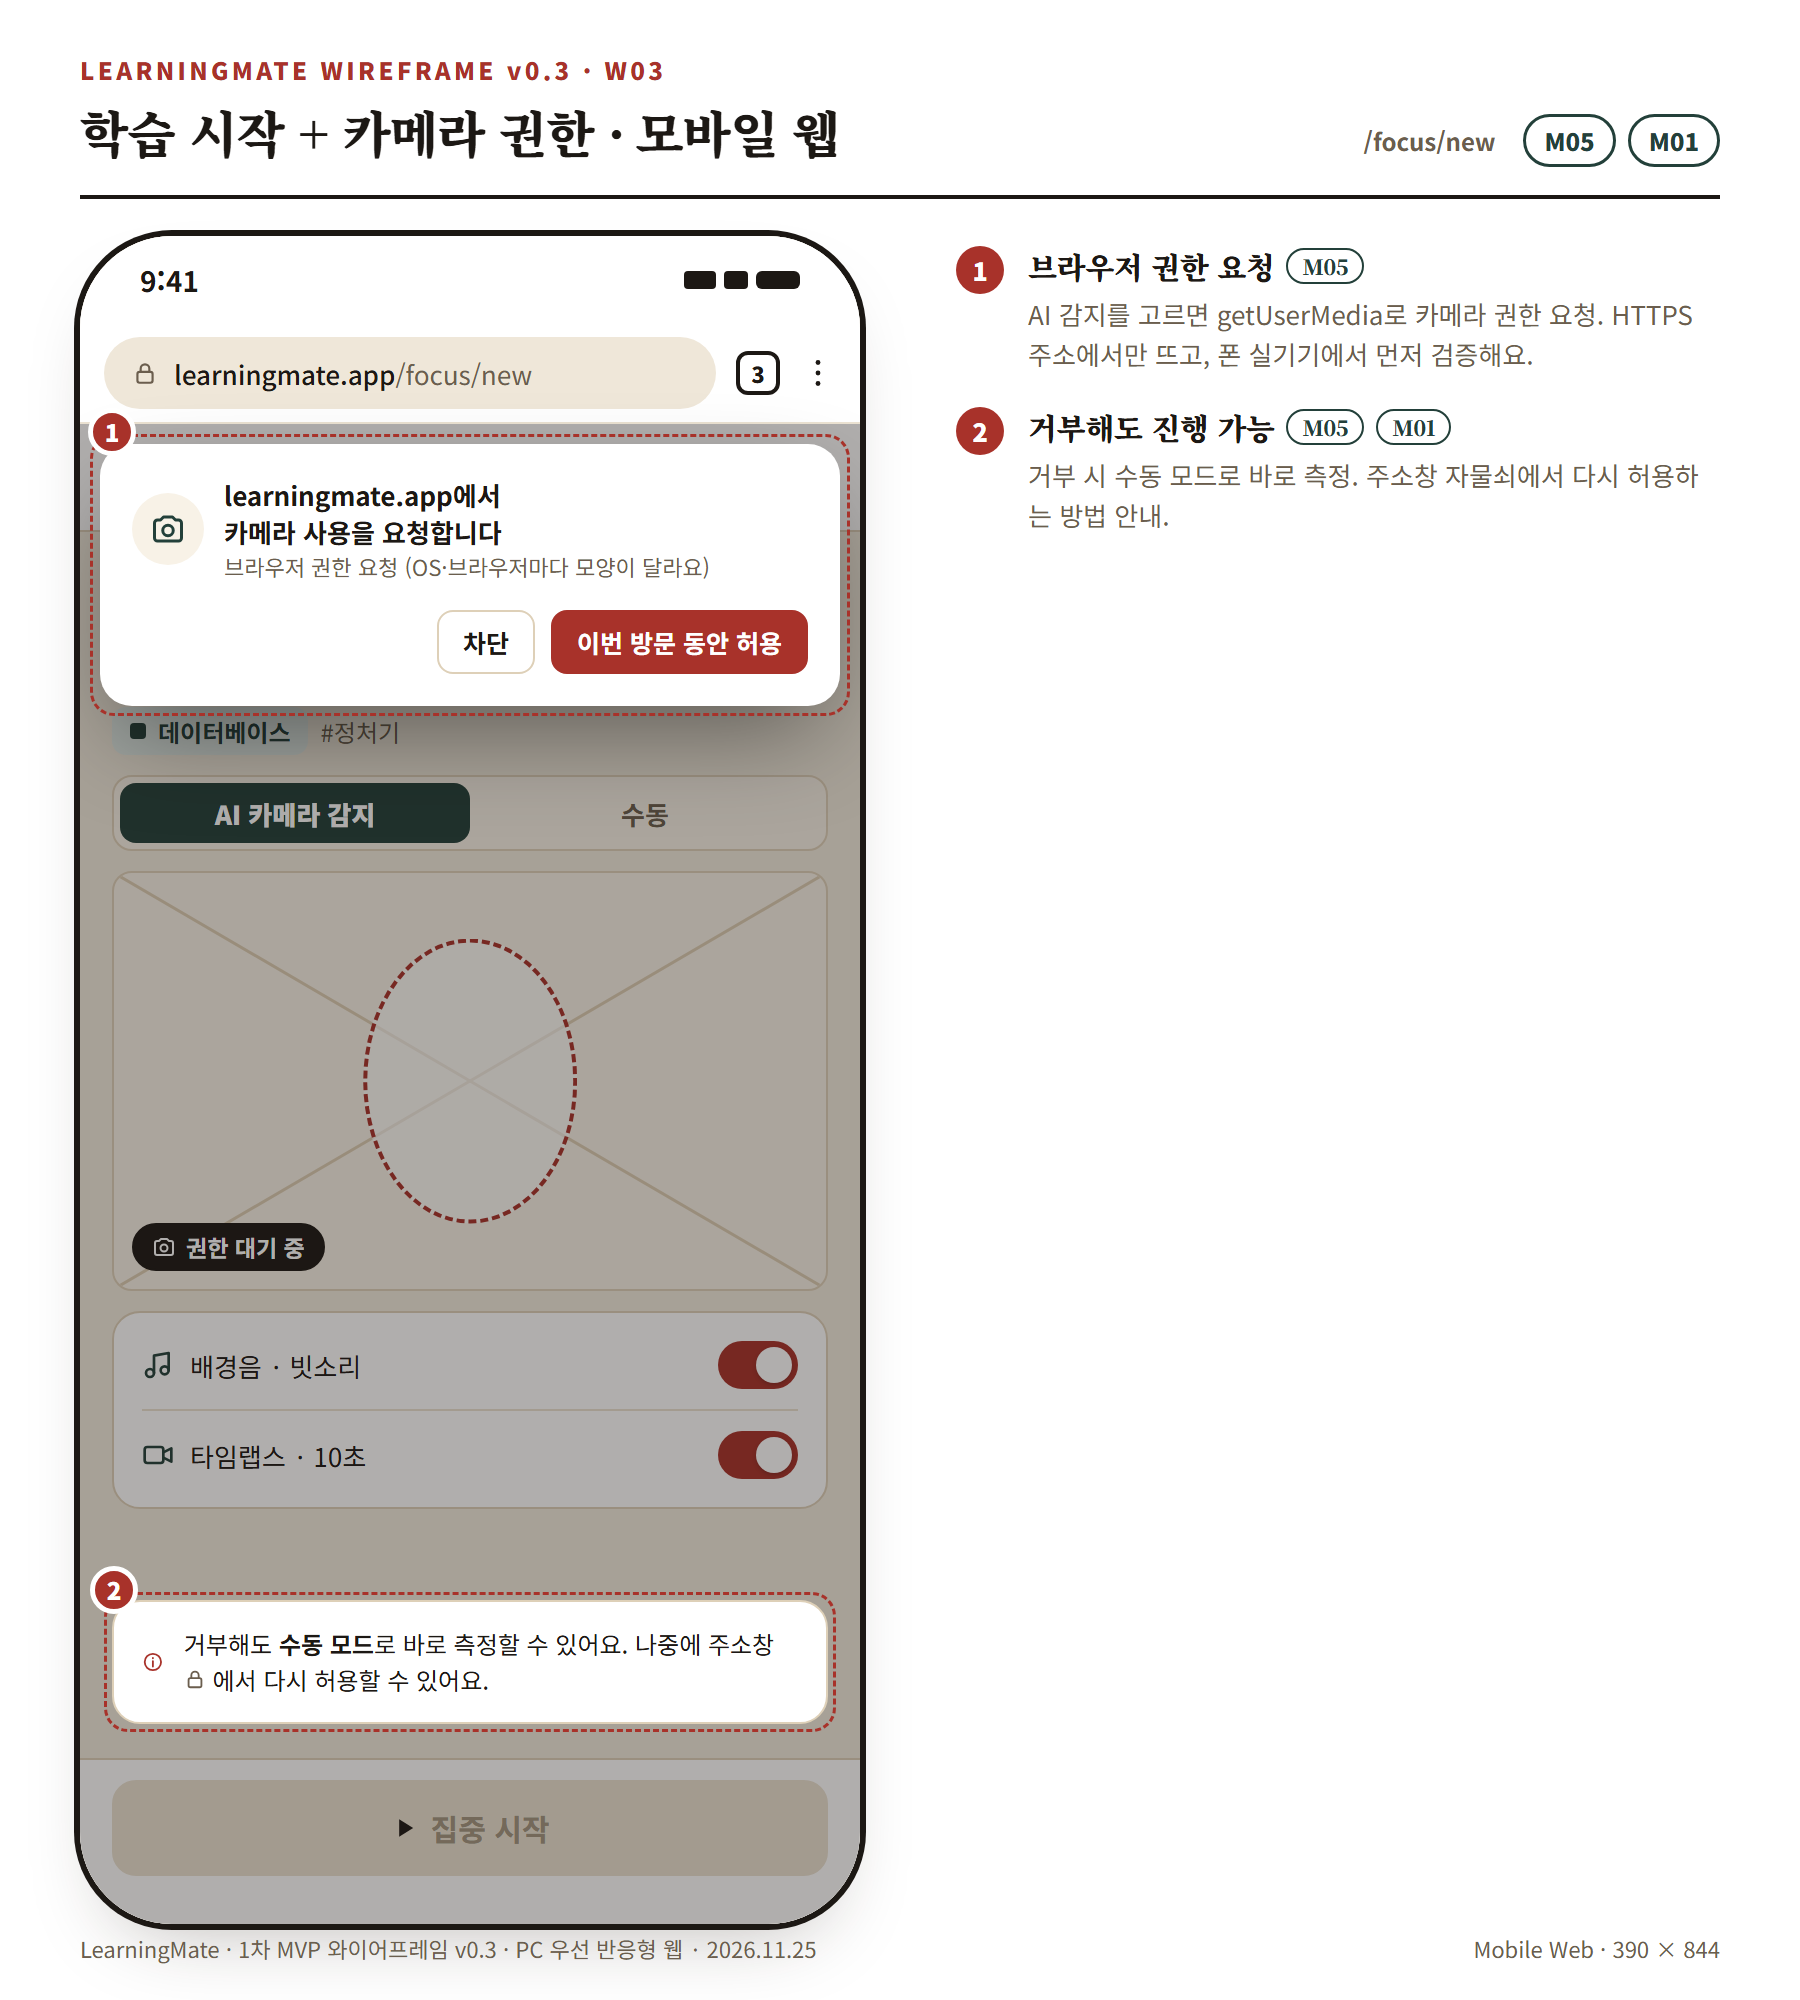 LEARNINGMATE WIREFRAME v0.3 · W03
학습 시작 + 카메라 권한 · 모바일 웹
/focus/new M05 M01
9:41
learningmate.app/focus/new 3
1
learningmate.app에서
카메라 사용을 요청합니다
브라우저 권한 요청 (OS·브라우저마다 모양이 달라요)
차단 이번 방문 동안 허용
데이터베이스 #정처기
AI 카메라 감지 수동
권한 대기 중
배경음 · 빗소리
타임랩스 · 10초
2
거부해도 수동 모드로 바로 측정할 수 있어요. 나중에 주소창
에서 다시 허용할 수 있어요.
집중 시작
1 브라우저 권한 요청 M05
AI 감지를 고르면 getUserMedia로 카메라 권한 요청. HTTPS
주소에서만 뜨고, 폰 실기기에서 먼저 검증해요.
2 거부해도 진행 가능 M05 M01
거부 시 수동 모드로 바로 측정. 주소창 자물쇠에서 다시 허용하
는 방법 안내.
LearningMate · 1차 MVP 와이어프레임 v0.3 · PC 우선 반응형 웹 · 2026.11.25
Mobile Web · 390 × 844